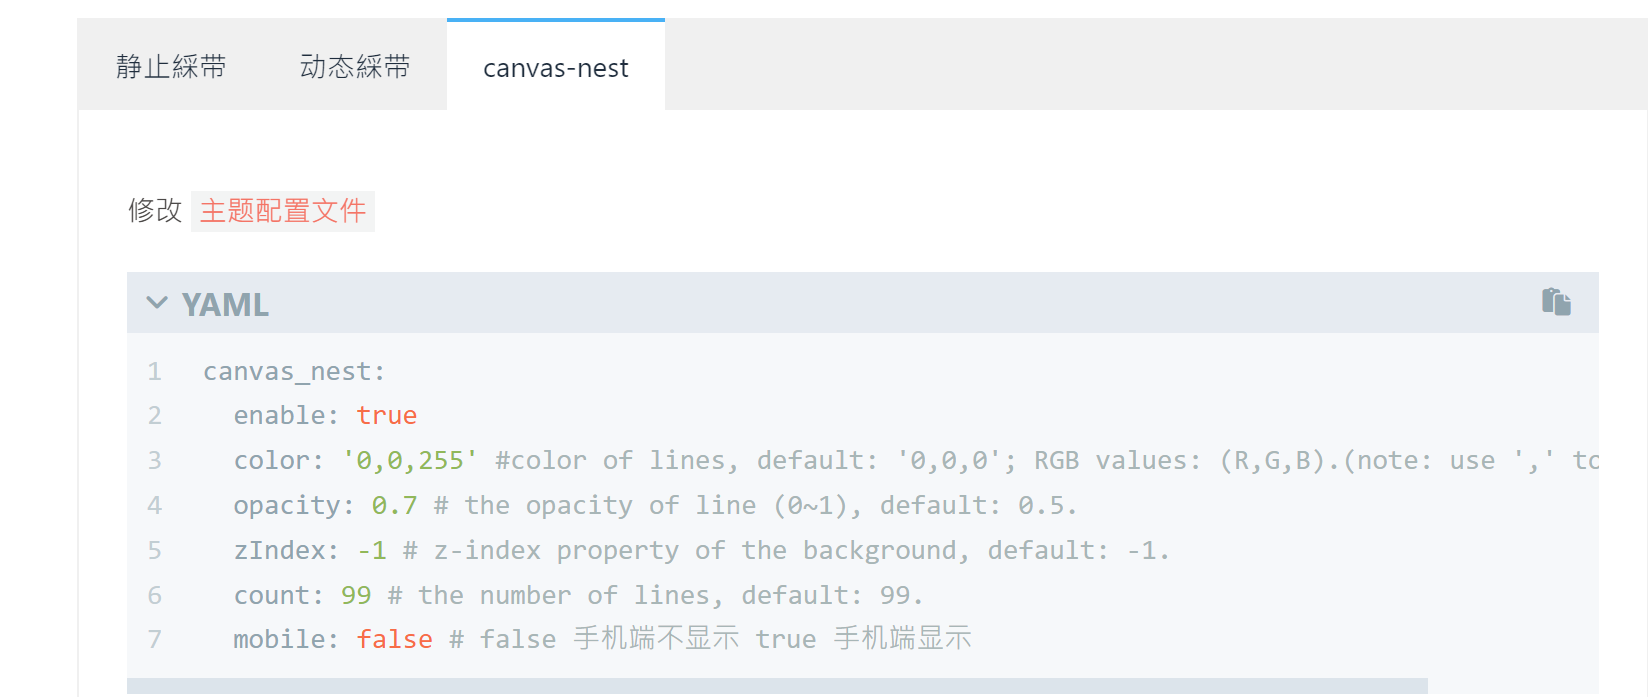 静止綵带 动态綵带 canvas-nest
修改 主题配置文件
YAML
1 canvas_nest:
2 enable: true
3 color: '0,0,255' #color of lines, default: '0,0,0'; RGB values: (R,G,B).(note: use ',' to
4 opacity: 0.7 # the opacity of line (0~1), default: 0.5.
5 zIndex: -1 # z-index property of the background, default: -1.
6 count: 99 # the number of lines, default: 99.
7 mobile: false # false 手机端不显示 true 手机端显示